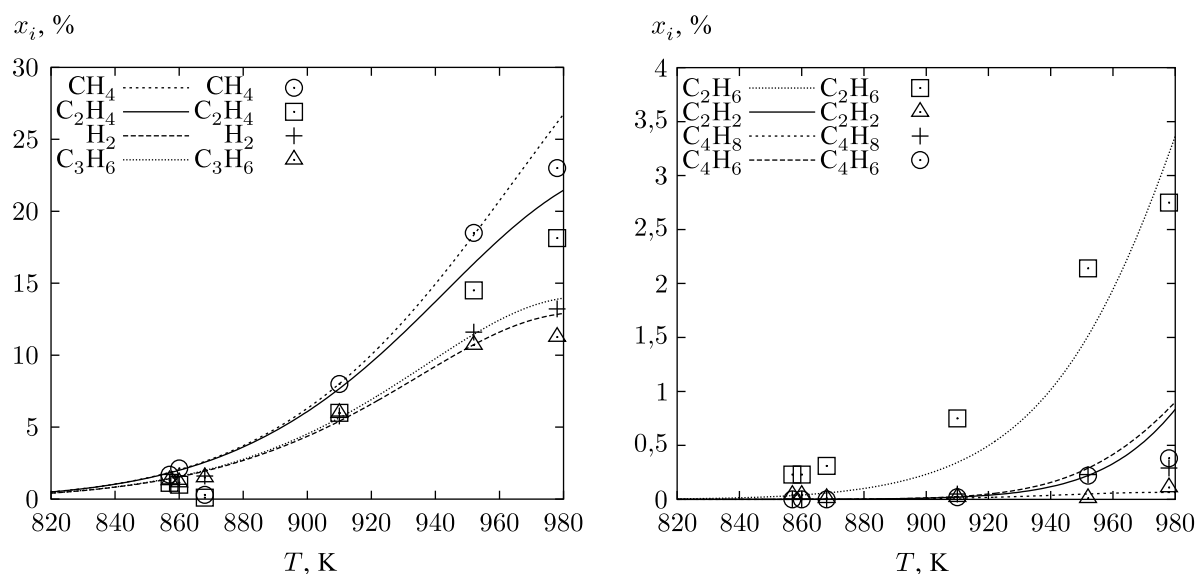 x_i, %
30
25
20
15
10
5
0
820 840 860 880 900 920 940 960 980
T, K
CH₄ CH₄
C₂H₄ C₂H₄
H₂ H₂
C₃H₆ C₃H₆
x_i, %
4
3,5
3
2,5
2
1,5
1
0,5
0
820 840 860 880 900 920 940 960 980
T, K
C₂H₆ C₂H₆
C₂H₂ C₂H₂
C₄H₈ C₄H₈
C₄H₆ C₄H₆